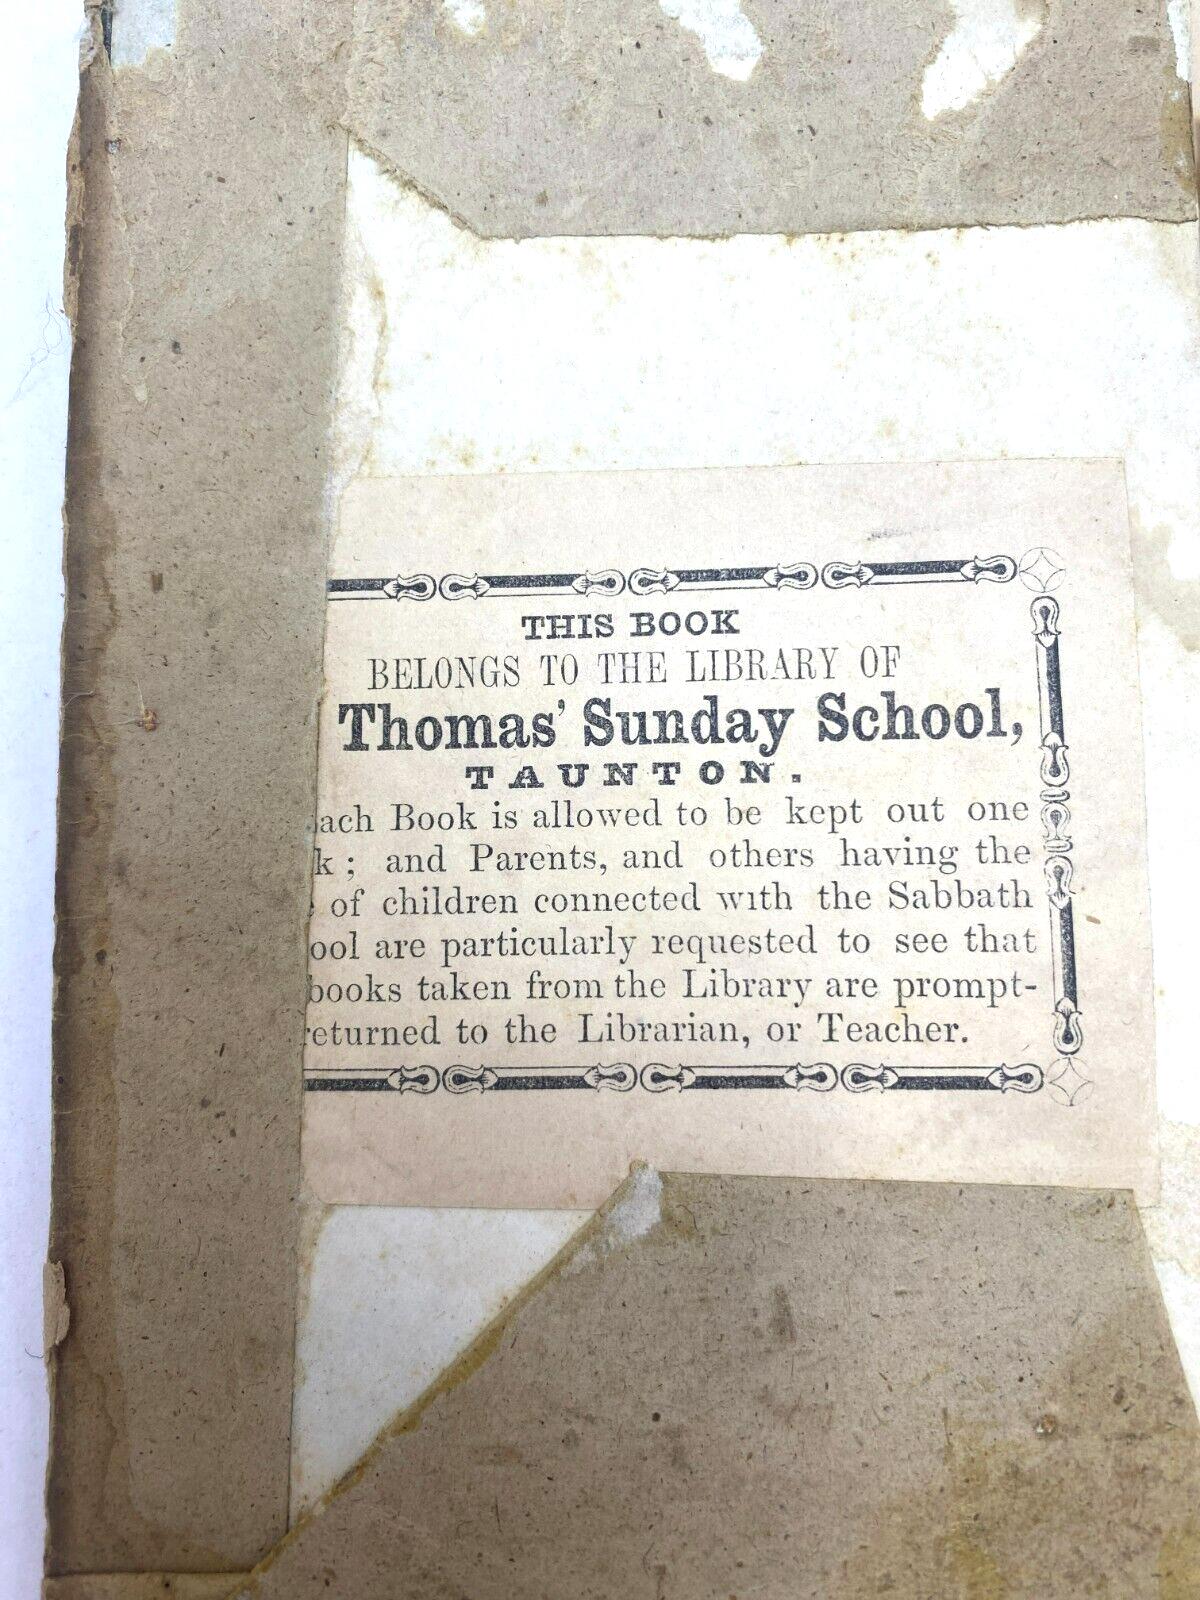 THIS BOOK
BELONGS TO THE LIBRARY OF
Thomas' Sunday School,
TAUNTON.
ach Book is allowed to be kept out one
k; and Parents, and others having the
of children connected with the Sabbath
ool are particularly requested to see that
books taken from the Library are prompt-
returned to the Librarian, or Teacher.